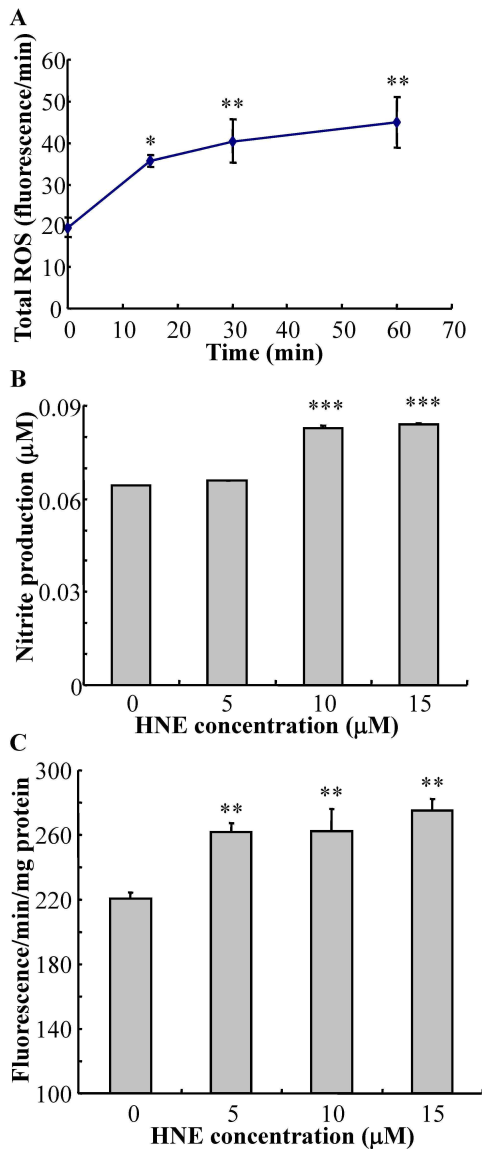 A
Total ROS (fluorescence/min)
60
50
40
30
20
10
0
*
**
**
0 10 20 30 40 50 60 70
Time (min)
B
Nitrite production (μM)
0.09
0.06
0.03
0
***
***
0 5 10 15
HNE concentration (μM)
C
Fluorescence/min/mg protein
300
260
220
180
140
100
**
**
**
0 5 10 15
HNE concentration (μM)